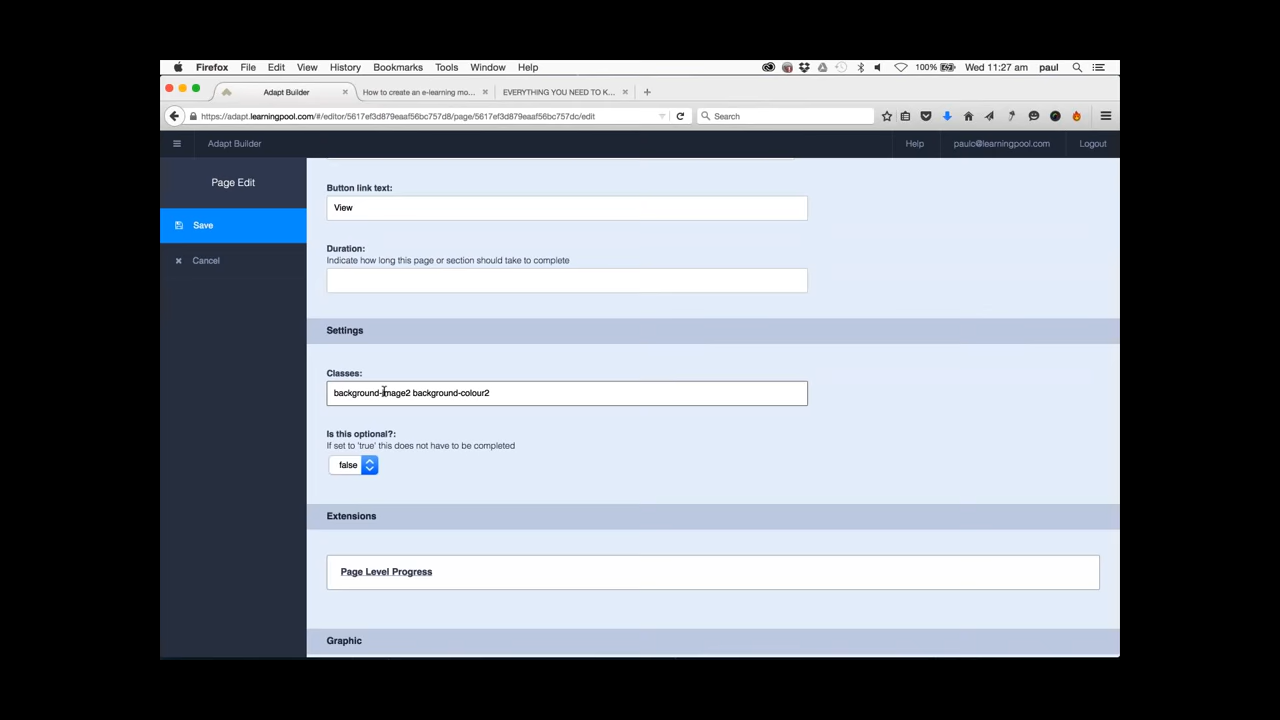 Firefox File Edit View History Bookmarks Tools Window Help 100% Wed 11:27 am paul
Adapt Builder How to create an e-learning mo... EVERYTHING YOU NEED TO K...
https://adapt.learningpool.com/#/editor/5617ef3d879eaaf56bc757d8/page/5617ef3d879eaaf56bc757dc/edit Search
Adapt Builder Help paulc@learningpool.com Logout
Page Edit
Save
Cancel
Button link text:
View
Duration:
Indicate how long this page or section should take to complete
Settings
Classes:
background-image2 background-colour2
Is this optional?:
If set to 'true' this does not have to be completed
false
Extensions
Page Level Progress
Graphic